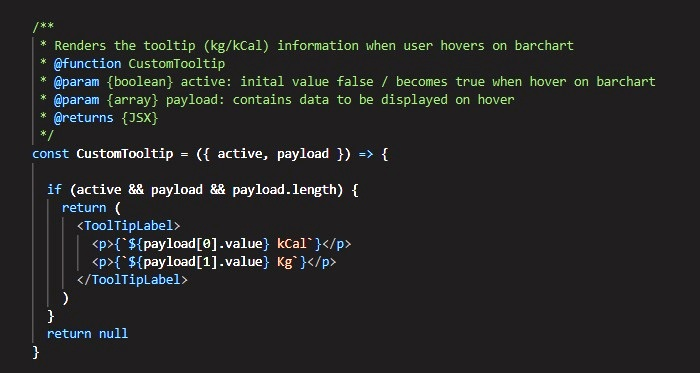 /**
 * Renders the tooltip (kg/kCal) information when user hovers on barchart
 * @function CustomTooltip
 * @param {boolean} active: inital value false / becomes true when hover on barchart
 * @param {array} payload: contains data to be displayed on hover
 * @returns {JSX}
 */
const CustomTooltip = ({ active, payload }) => {

  if (active && payload && payload.length) {
    return (
      <ToolTipLabel>
        <p>{`${payload[0].value} kCal`}</p>
        <p>{`${payload[1].value} Kg`}</p>
      </ToolTipLabel>
    )
  }
  return null
}